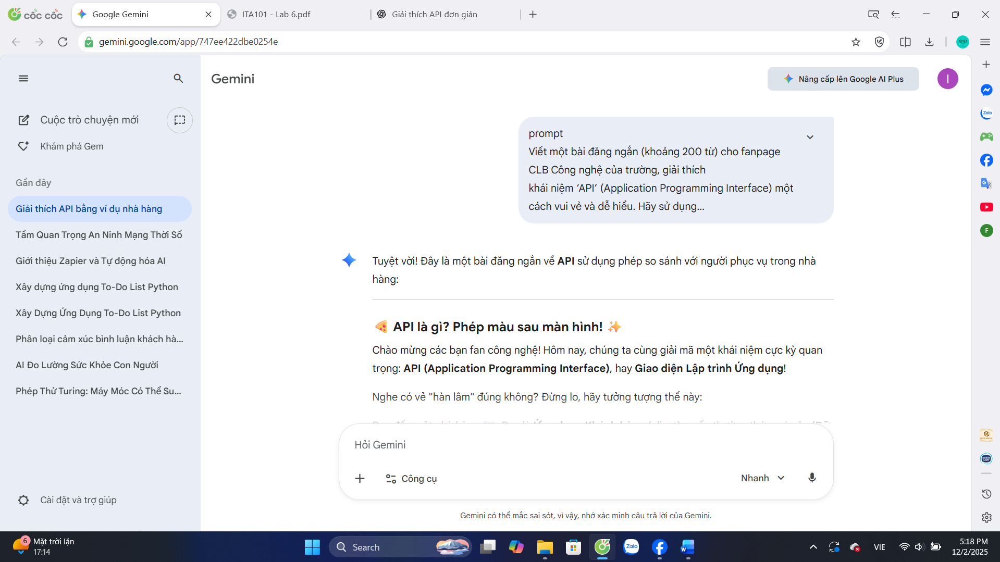 cốc cốc
Google Gemini
ITA101 - Lab 6.pdf
Giải thích API đơn giản
gemini.google.com/app/747ee422dbe0254e
Gemini
Nâng cấp lên Google AI Plus
I
Cuộc trò chuyện mới
Khám phá Gem
Gần đây
Giải thích API bằng ví dụ nhà hàng
Tầm Quan Trọng An Ninh Mạng Thời Số
Giới thiệu Zapier và Tự động hóa AI
Xây dựng ứng dụng To-Do List Python
Xây Dựng Ứng Dụng To-Do List Python
Phân loại cảm xúc bình luận khách hà...
AI Đo Lường Sức Khỏe Con Người
Phép Thử Turing: Máy Móc Có Thể Su...
Cài đặt và trợ giúp
prompt
Viết một bài đăng ngắn (khoảng 200 từ) cho fanpage
CLB Công nghệ của trường, giải thích
khái niệm ‘API’ (Application Programming Interface) một
cách vui vẻ và dễ hiểu. Hãy sử dụng...
Tuyệt vời! Đây là một bài đăng ngắn về API sử dụng phép so sánh với người phục vụ trong nhà
hàng:
🍕 API là gì? Phép màu sau màn hình! ✨
Chào mừng các bạn fan công nghệ! Hôm nay, chúng ta cùng giải mã một khái niệm cực kỳ quan
trọng: API (Application Programming Interface), hay Giao diện Lập trình Ứng dụng!
Nghe có vẻ "hàn lâm" đúng không? Đừng lo, hãy tưởng tượng thế này:
Hỏi Gemini
Công cụ
Nhanh
Gemini có thể mắc sai sót, vì vậy, nhớ xác minh câu trả lời của Gemini.
Zalo
F
6
Mặt trời lặn
17:14
Search
Zalo
VIE
5:18 PM
12/2/2025